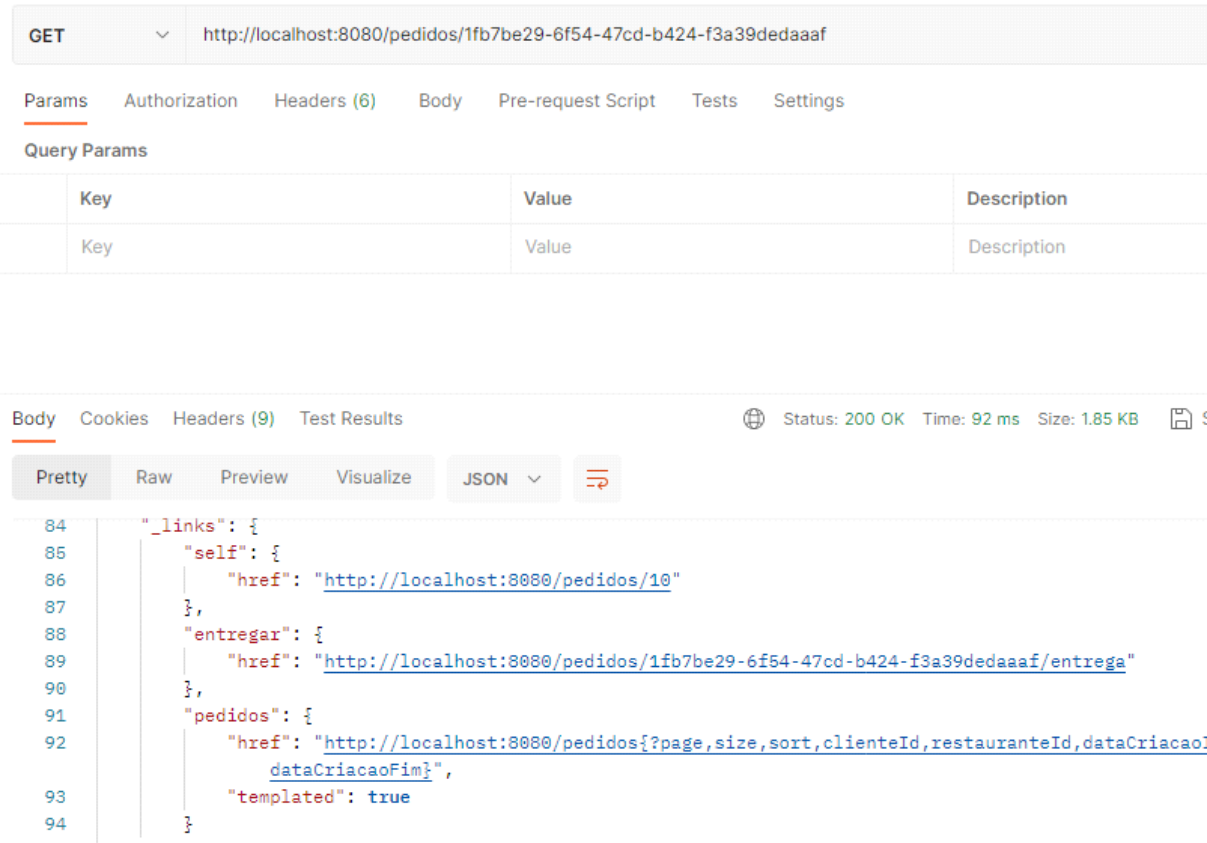 GET http://localhost:8080/pedidos/1fb7be29-6f54-47cd-b424-f3a39dedaaaf
Params Authorization Headers (6) Body Pre-request Script Tests Settings
Query Params
Key Value Description
Key Value Description
Body Cookies Headers (9) Test Results Status: 200 OK Time: 92 ms Size: 1.85 KB
Pretty Raw Preview Visualize JSON
84 "_links": {
85 "self": {
86 "href": "http://localhost:8080/pedidos/10"
87 },
88 "entregar": {
89 "href": "http://localhost:8080/pedidos/1fb7be29-6f54-47cd-b424-f3a39dedaaaf/entrega"
90 },
91 "pedidos": {
92 "href": "http://localhost:8080/pedidos{?page,size,sort,clienteId,restauranteId,dataCriacao
dataCriacaoFim}",
93 "templated": true
94 }